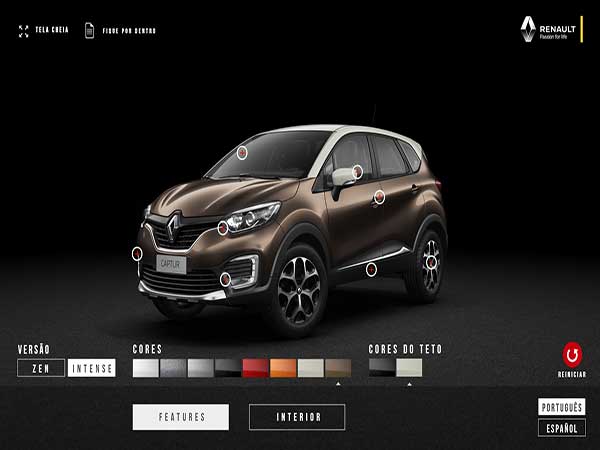 TELA CHEIA
FIQUE POR DENTRO
RENAULT
Passion for life
CAPTUR
VERSÃO
ZEN
INTENSE
CORES
CORES DO TETO
REINICIAR
FEATURES
INTERIOR
PORTUGUÊS
ESPAÑOL